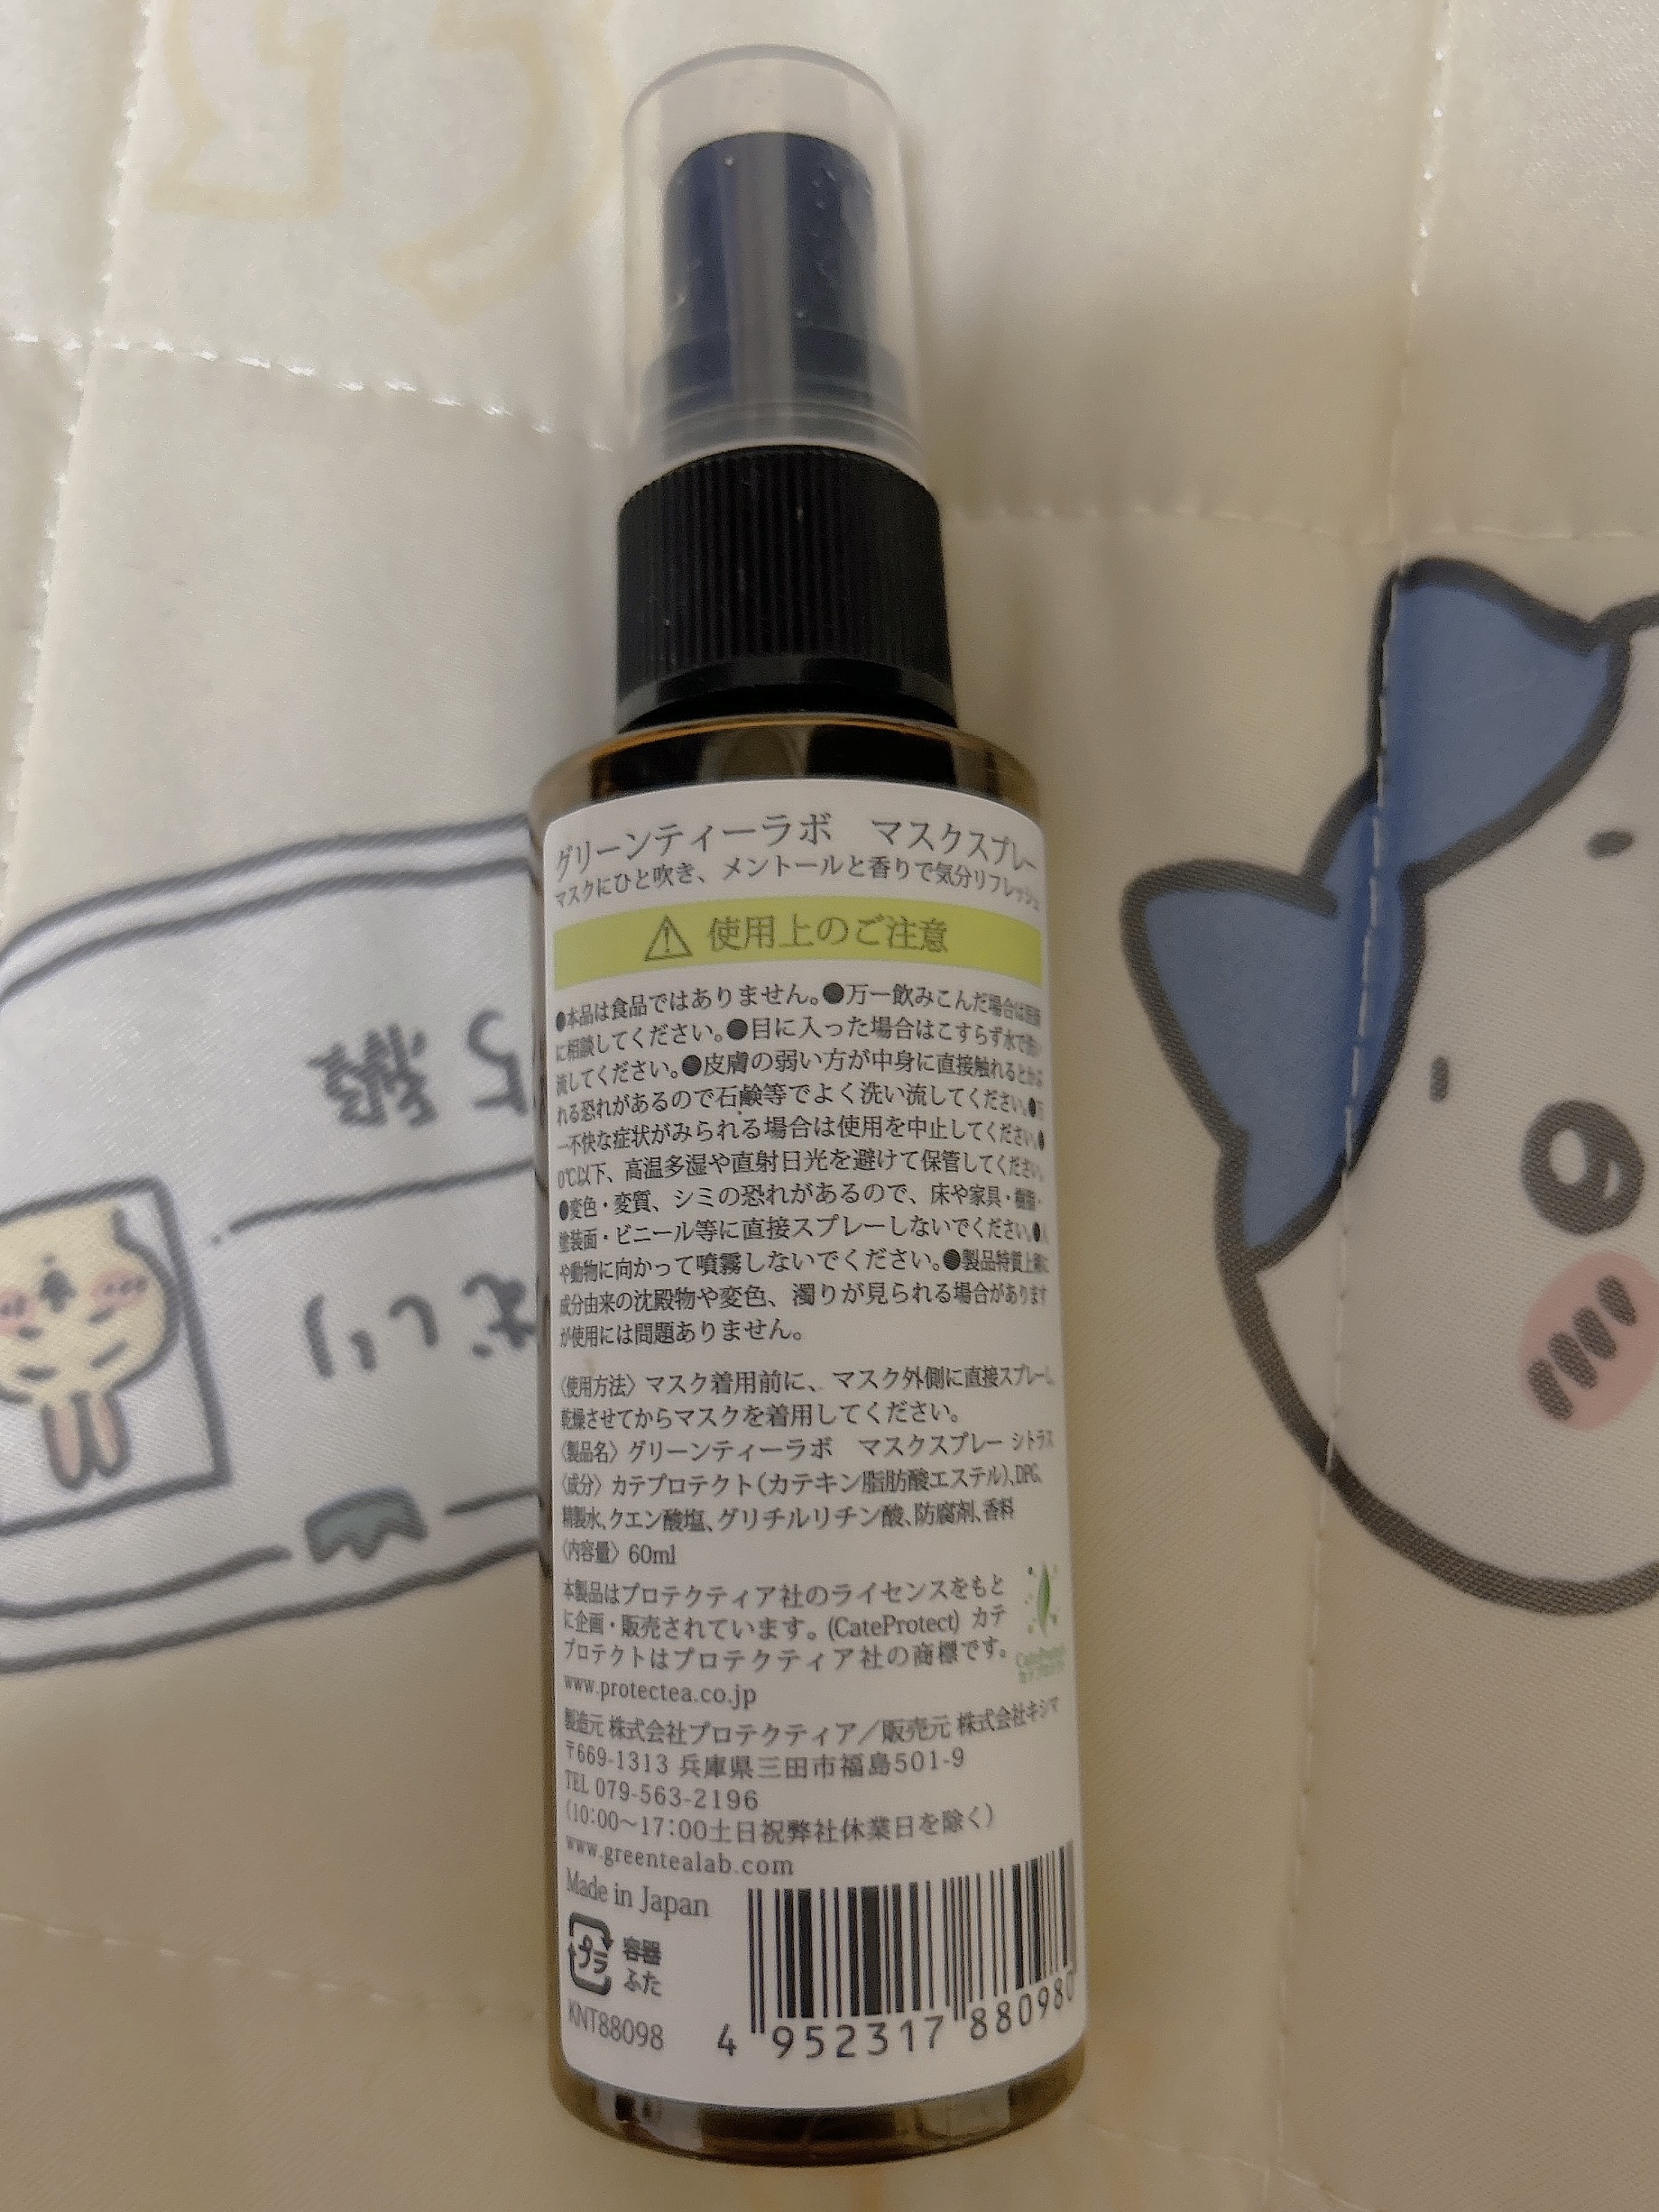 グリーンティーラボ　マスクスプレー
マスクにひと吹き、メントールと香りで気分リフレッシュ
使用上のご注意
●本品は食品ではありません。●万一飲みこんだ場合は医師
に相談してください。●目に入った場合はこすらず水で洗い
流してください。●皮膚の弱い方が中身に直接触れるとかぶ
れる恐れがあるので石鹸等でよく洗い流してください。●万
一不快な症状がみられる場合は使用を中止してください。●
0℃以下、高温多湿や直射日光を避けて保管してください。
●変色・変質、シミの恐れがあるので、床や家具・樹脂・
塗装面・ビニール等に直接スプレーしないでください。●人
や動物に向かって噴霧しないでください。●製品特質上稀に
成分由来の沈殿物や変色、濁りが見られる場合があります
が使用には問題ありません。
〈使用方法〉マスク着用前に、マスク外側に直接スプレーし、
乾燥させてからマスクを着用してください。
〈製品名〉グリーンティーラボ　マスクスプレー シトラス
〈成分〉カテプロテクト（カテキン脂肪酸エステル）、DPG、
精製水、クエン酸塩、グリチルリチン酸、防腐剤、香料
〈内容量〉60ml
本製品はプロテクティア社のライセンスをもと
に企画・販売されています。(CateProtect) カテ
プロテクトはプロテクティア社の商標です。
CateProtect
カテプロテクト
www.protectea.co.jp
製造元 株式会社プロテクティア／販売元 株式会社キシマ
〒669-1313 兵庫県三田市福島501-9
TEL 079-563-2196
（10:00〜17:00土日祝弊社休業日を除く）
www.greentealab.com
Made in Japan
プラ
容器
ふた
KNT88098
4 952317 880980
5級